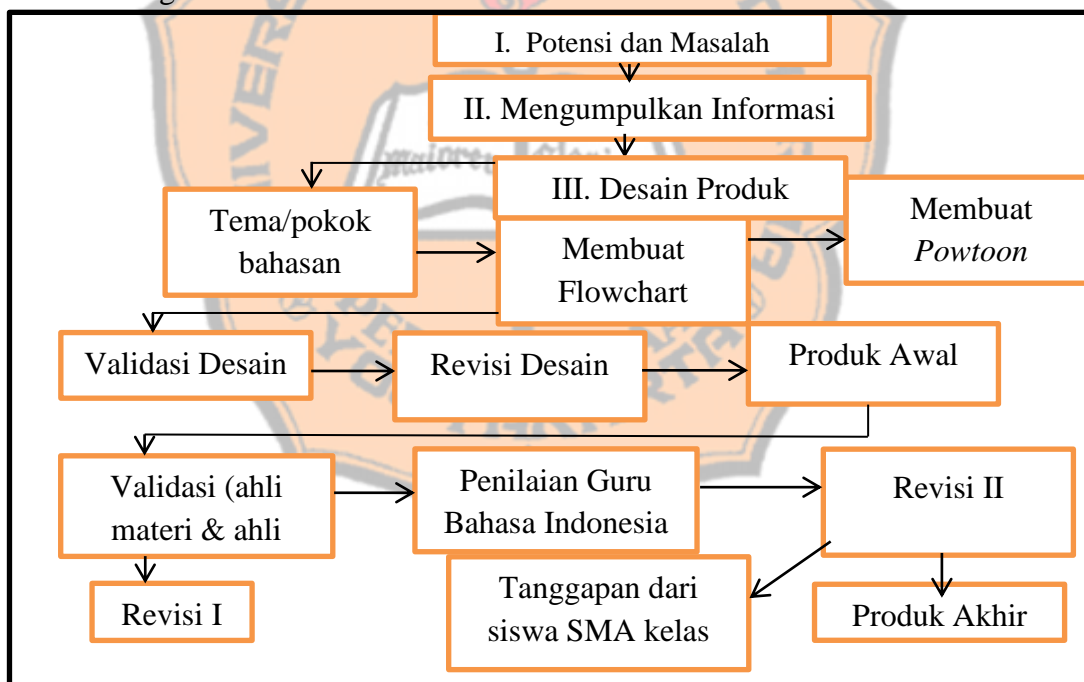 I. Potensi dan Masalah
II. Mengumpulkan Informasi
III. Desain Produk
Tema/pokok
bahasan
Membuat
Flowchart
Membuat
Powtoon
Validasi Desain
Revisi Desain
Produk Awal
Validasi (ahli
materi & ahli
Penilaian Guru
Bahasa Indonesia
Revisi II
Revisi I
Tanggapan dari
siswa SMA kelas
Produk Akhir